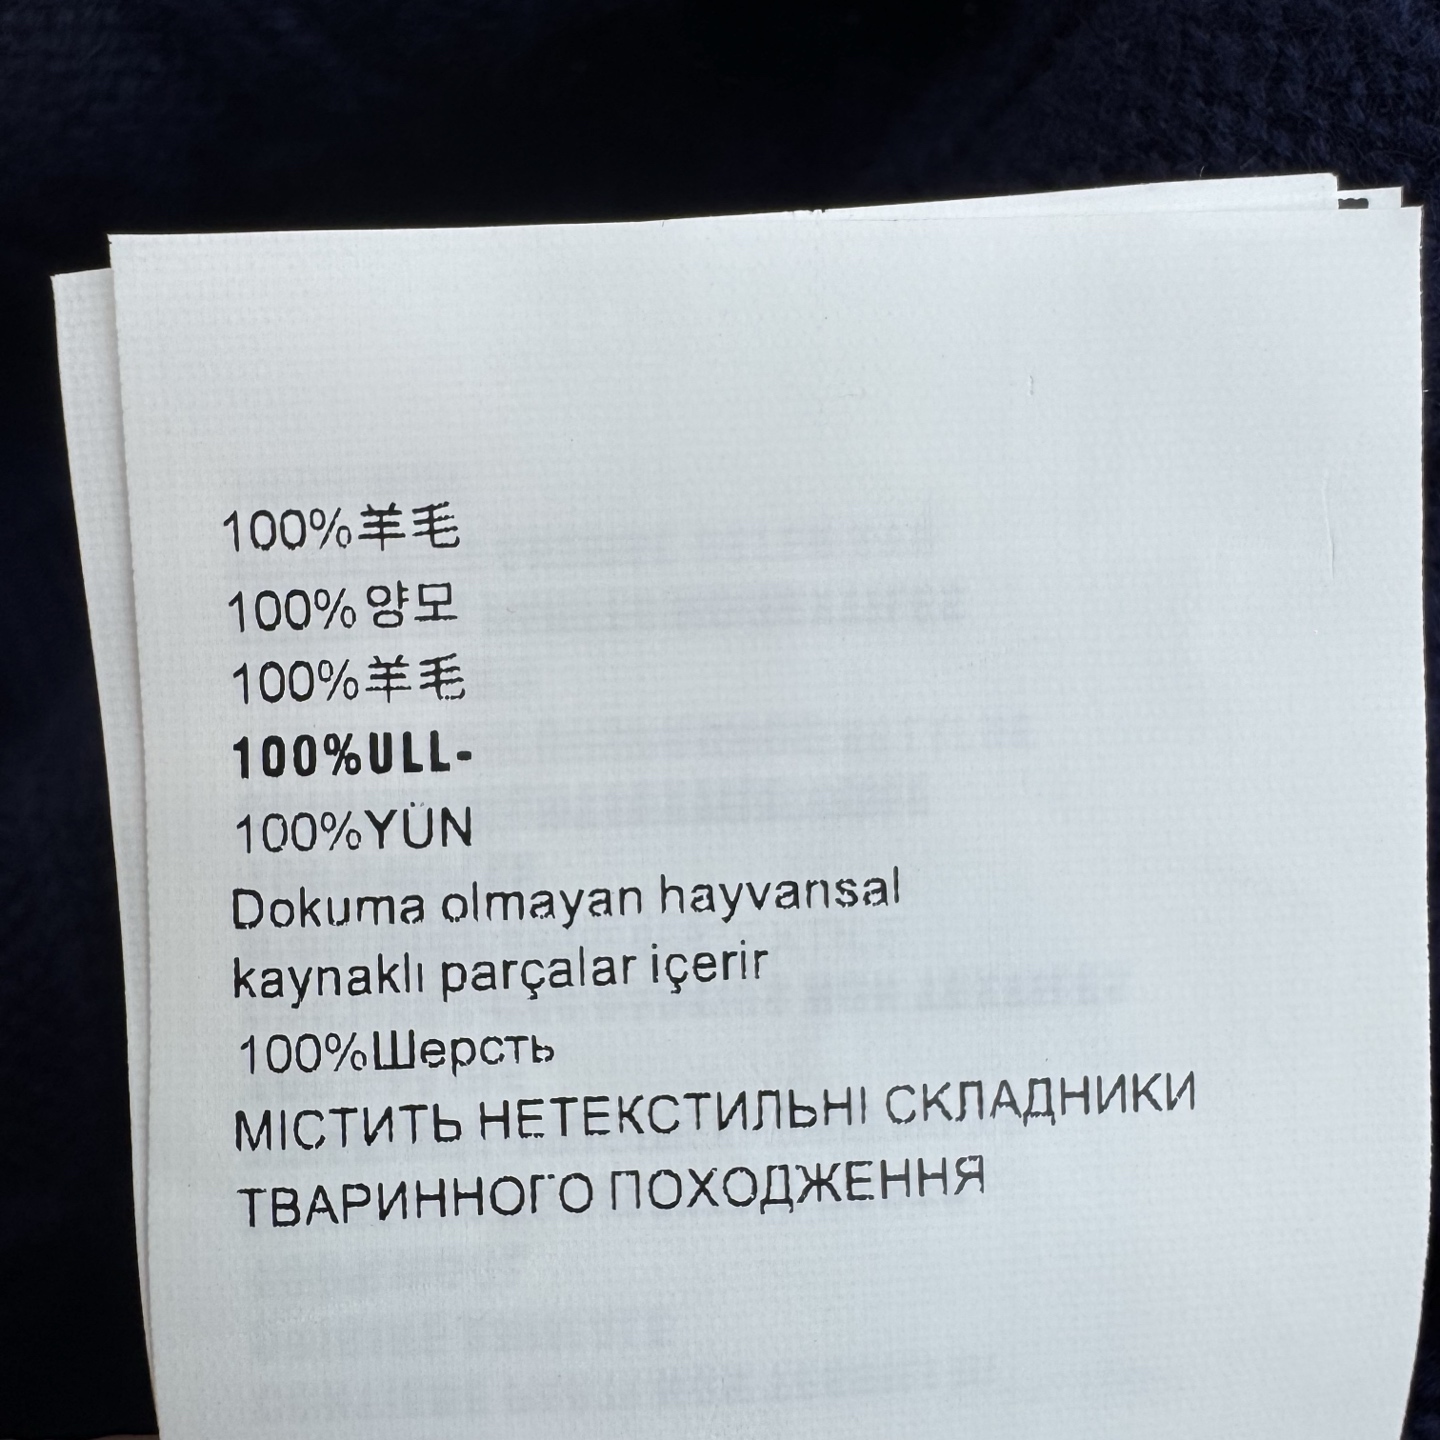 100%羊毛
100%양모
100%羊毛
100%ULL-
100%YÜN
Dokuma olmayan hayvansal
kaynaklı parçalar içerir
100%Шерсть
МІСТИТЬ НЕТЕКСТИЛЬНІ СКЛАДНИКИ
ТВАРИННОГО ПОХОДЖЕННЯ